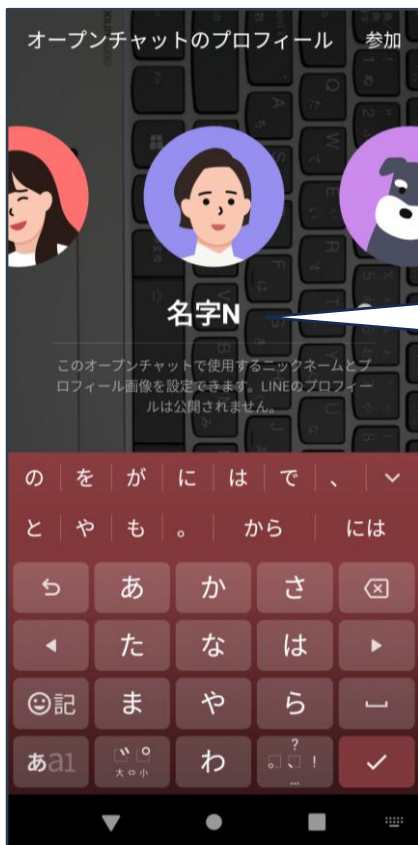 オープンチャットのプロフィール 参加
名字N
このオープンチャットで使用するニックネームとプ
ロフィール画像を設定できます。LINEのプロフィー
ルは公開されません。
の を が に は で 、
と や も 。 から には
あ か さ
た な は
記 ま や ら
あa1 大⇔小 わ 。、?!…